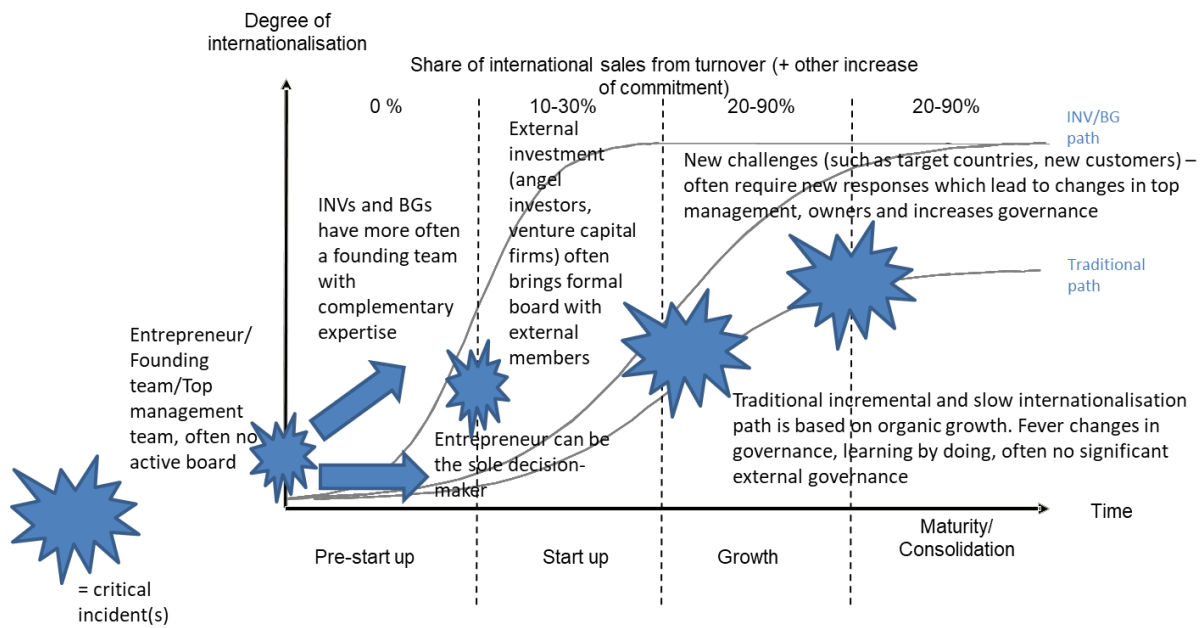 Degree of
internationalisation
Share of international sales from turnover (+ other increase
of commitment)
0 %
10-30%
20-90%
20-90%
INV/BG
path
External
investment
(angel
investors,
venture capital
firms) often
brings formal
board with
external
members
New challenges (such as target countries, new customers) –
often require new responses which lead to changes in top
management, owners and increases governance
INVs and BGs
have more often
a founding team
with
complementary
expertise
Traditional
path
Entrepreneur/
Founding
team/Top
management
team, often no
active board
Traditional incremental and slow internationalisation
path is based on organic growth. Fever changes in
governance, learning by doing, often no significant
external governance
Entrepreneur can be
the sole decision-
maker
Time
Pre-start up
Start up
Growth
Maturity/
Consolidation
= critical
incident(s)